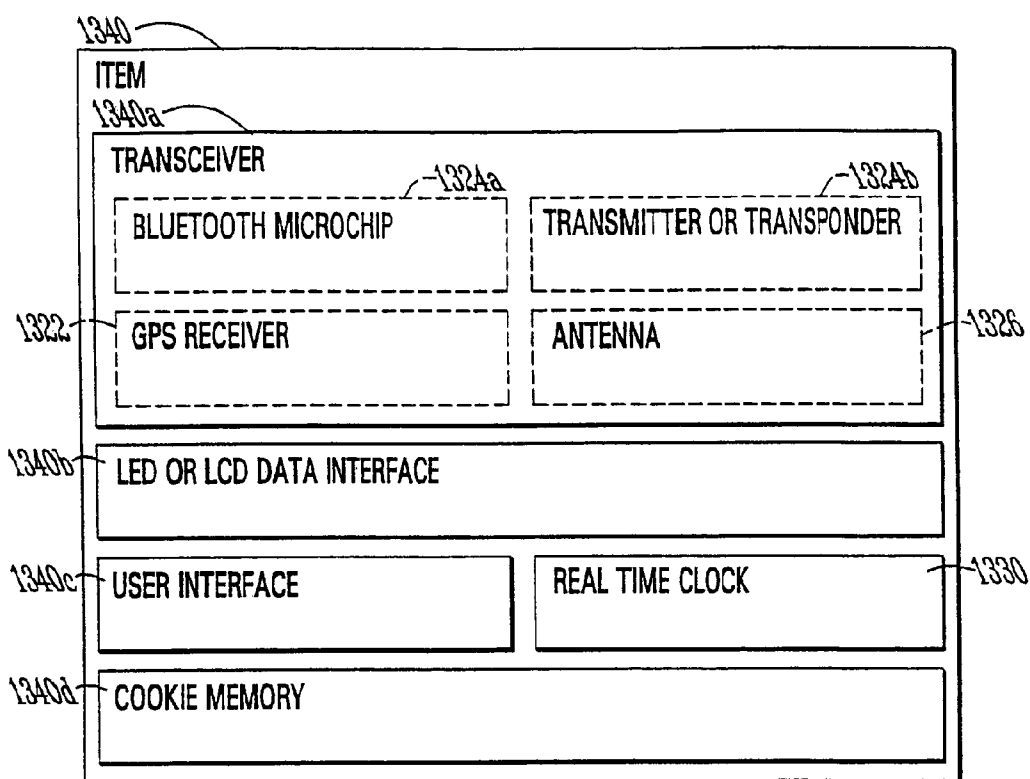 1340
ITEM
1340a
TRANSCEIVER
1324a
1324b
BLUETOOTH MICROCHIP
TRANSMITTER OR TRANSPONDER
1322
GPS RECEIVER
ANTENNA
1326
1340b
LED OR LCD DATA INTERFACE
1340c
USER INTERFACE
REAL TIME CLOCK
1330
1340d
COOKIE MEMORY